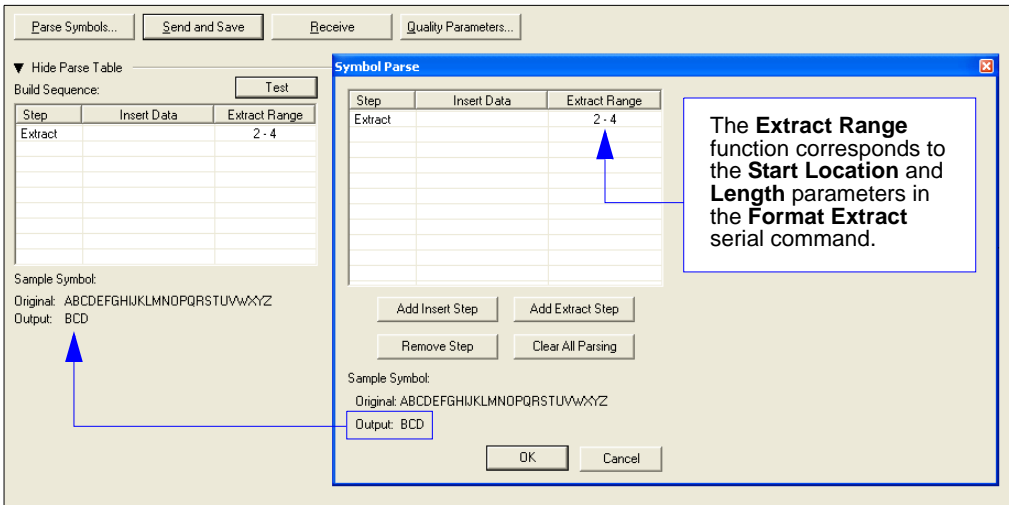 Parse Symbols... Send and Save Receive Quality Parameters...
Hide Parse Table
Build Sequence: Test
Step Insert Data Extract Range
Extract 2 - 4
Sample Symbol:
Original: ABCDEFGHIJKLMNOPQRSTUVWXYZ
Output: BCD
Symbol Parse
Step Insert Data Extract Range
Extract 2 - 4
Add Insert Step Add Extract Step
Remove Step Clear All Parsing
Sample Symbol:
Original: ABCDEFGHIJKLMNOPQRSTUVWXYZ
Output: BCD
OK Cancel
The Extract Range
function corresponds to
the Start Location and
Length parameters in
the Format Extract
serial command.